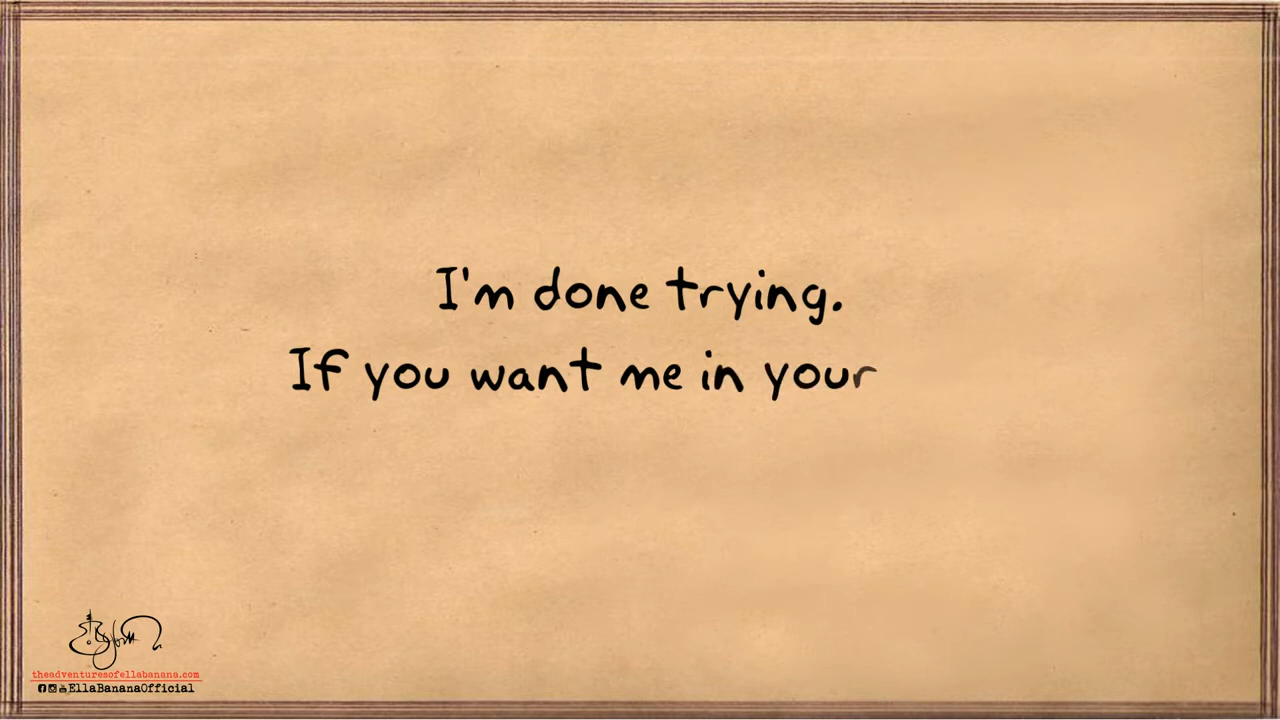 I'm done trying.
If you want me in your
theadventuresofellabanana.com
EllaBananaOfficial